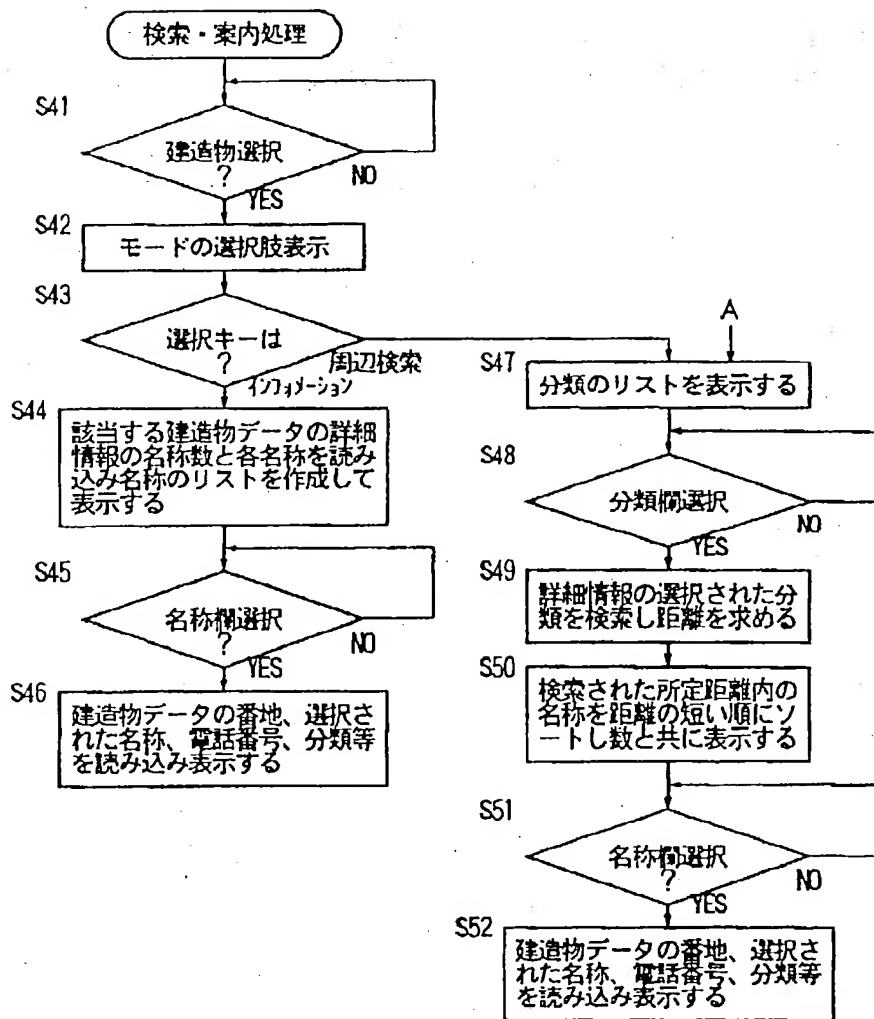 検索・案内処理
S41
建造物選択
?
NO
YES
S42
モードの選択肢表示
S43
選択キーは
?
周辺検索
インフォメーション
S44
該当する建造物データの詳細
情報の名称数と各名称を読み
込み名称のリストを作成して
表示する
S45
名称欄選択
?
NO
YES
S46
建造物データの番地、選択さ
れた名称、電話番号、分類等
を読み込み表示する
A
S47
分類のリストを表示する
S48
分類欄選択
NO
YES
S49
詳細情報の選択された分
類を検索し距離を求める
S50
検索された所定距離内の
名称を距離の短い順にソ
ートし数と共に表示する
S51
名称欄選択
?
NO
YES
S52
建造物データの番地、選択さ
れた名称、電話番号、分類等
を読み込み表示する